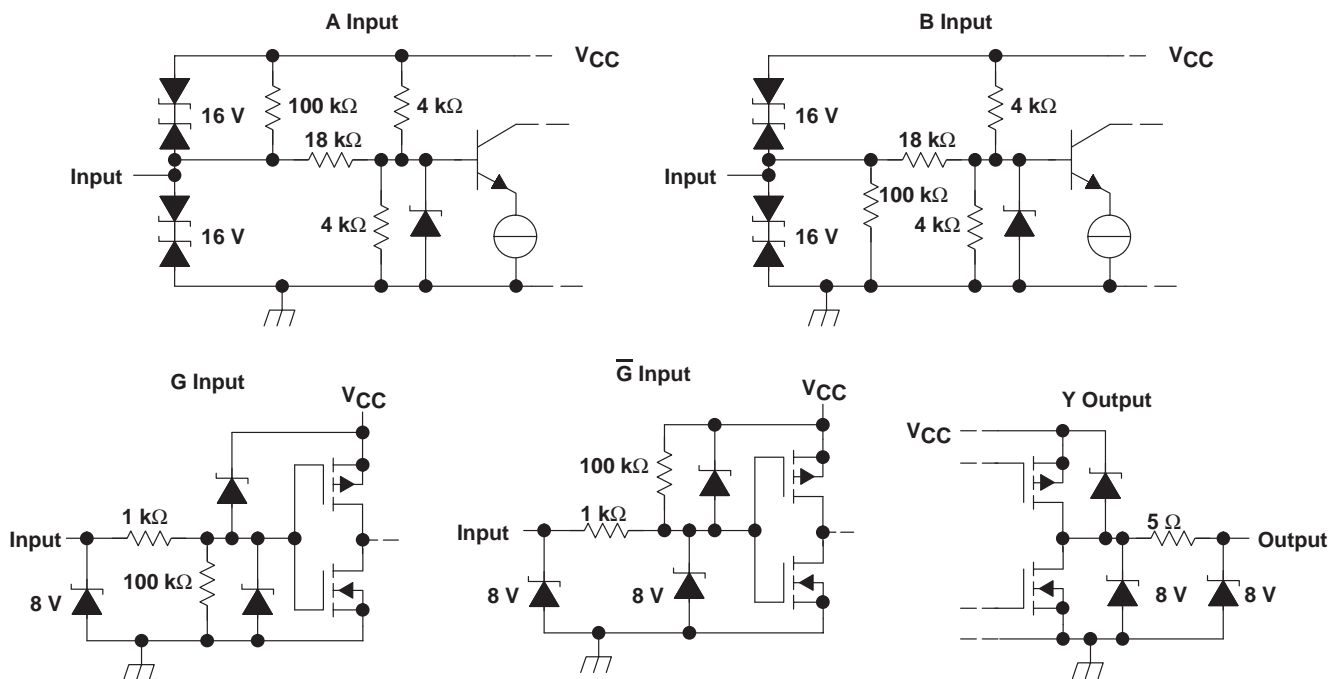 A Input
VCC
16 V
100 kΩ
4 kΩ
18 kΩ
Input
4 kΩ
16 V
B Input
VCC
16 V
4 kΩ
18 kΩ
Input
100 kΩ
4 kΩ
16 V
G Input
VCC
1 kΩ
Input
100 kΩ
8 V
G̅ Input
VCC
100 kΩ
1 kΩ
Input
8 V
8 V
Y Output
VCC
5 Ω
Output
8 V
8 V